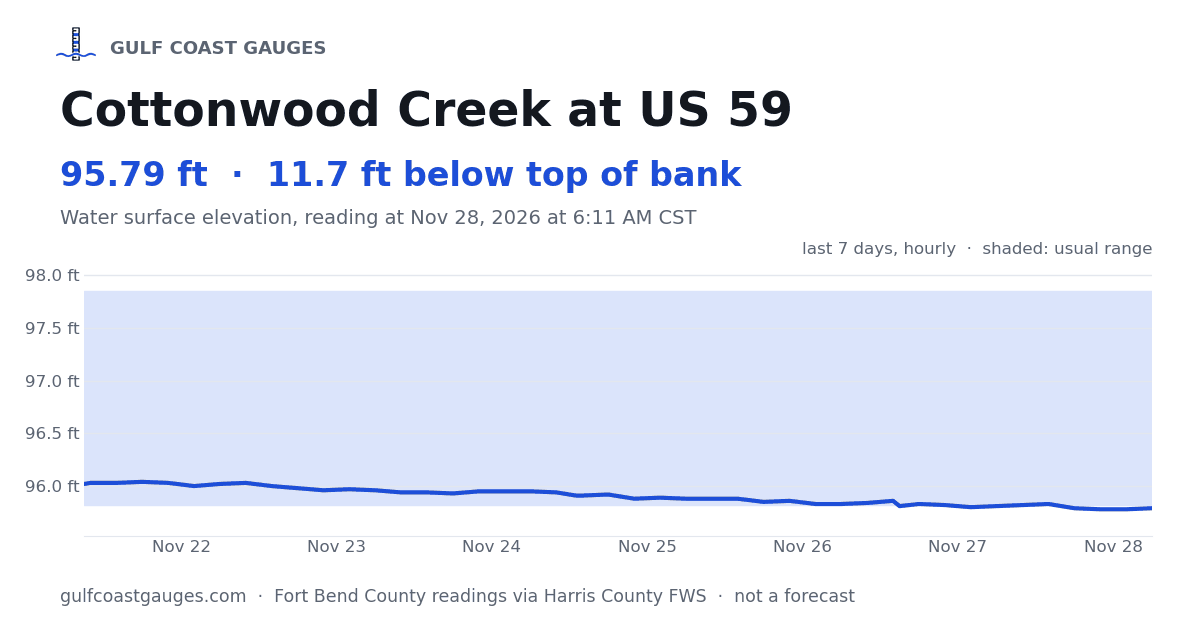 GULF COAST GAUGES
Cottonwood Creek at US 59
95.79 ft · 11.7 ft below top of bank
Water surface elevation, reading at Nov 28, 2026 at 6:11 AM CST
last 7 days, hourly · shaded: usual range
98.0 ft
97.5 ft
97.0 ft
96.5 ft
96.0 ft
Nov 22 Nov 23 Nov 24 Nov 25 Nov 26 Nov 27 Nov 28
gulfcoastgauges.com · Fort Bend County readings via Harris County FWS · not a forecast